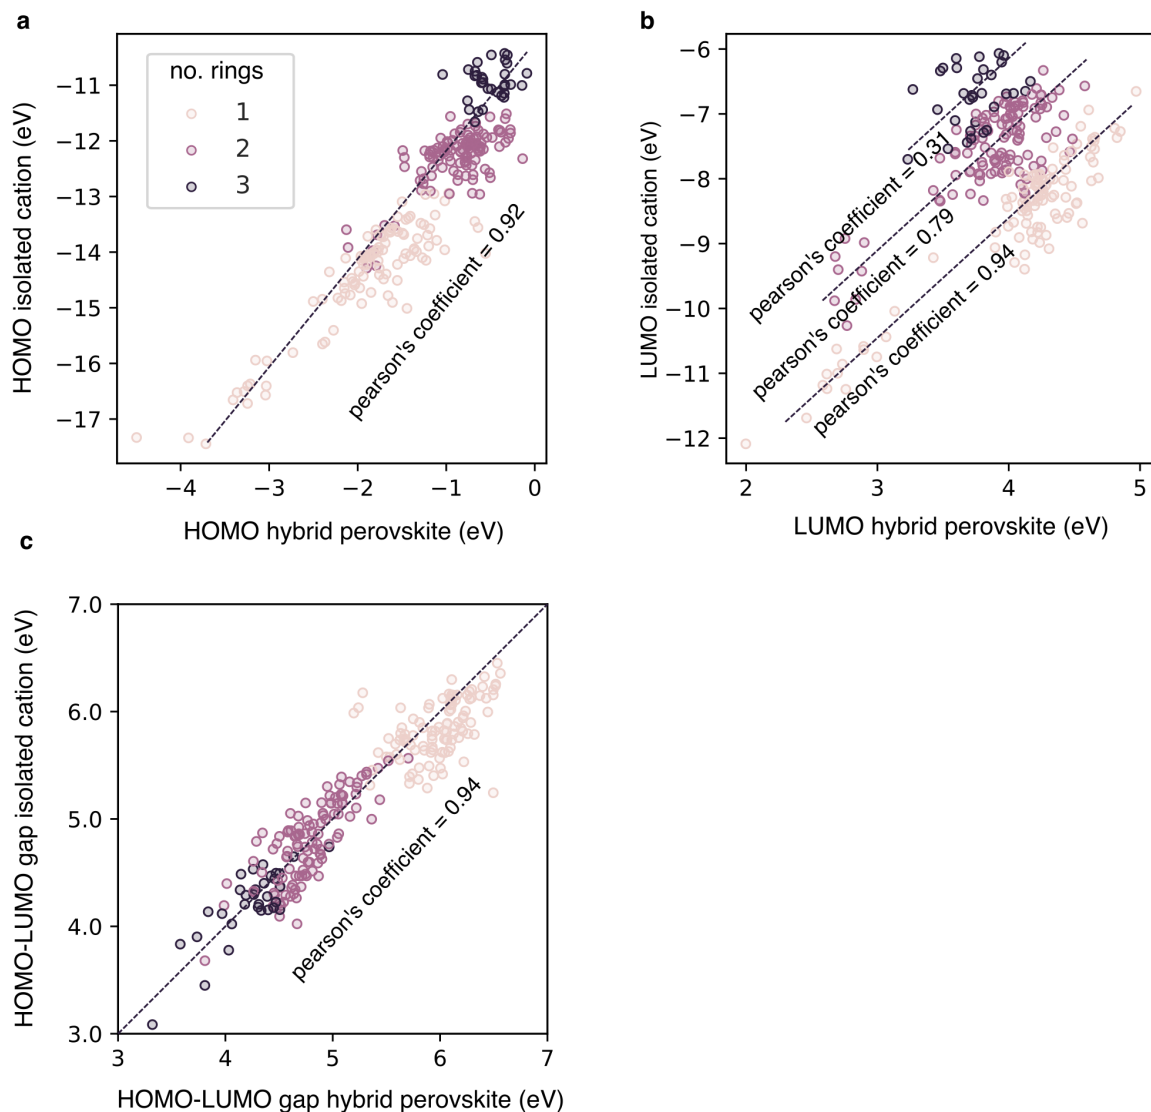 a
HOMO isolated cation (eV)
−11
−12
−13
−14
−15
−16
−17
no. rings
1
2
3
pearson's coefficient = 0.92
−4
−3
−2
−1
0
HOMO hybrid perovskite (eV)
b
LUMO isolated cation (eV)
−6
−7
−8
−9
−10
−11
−12
pearson's coefficient = 0.31
pearson's coefficient = 0.79
pearson's coefficient = 0.94
2
3
4
5
LUMO hybrid perovskite (eV)
c
HOMO-LUMO gap isolated cation (eV)
7.0
6.0
5.0
4.0
3.0
pearson's coefficient = 0.94
3
4
5
6
7
HOMO-LUMO gap hybrid perovskite (eV)